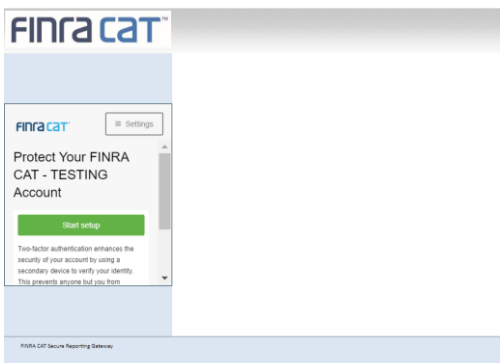 FINRA CAT™
FINRA CAT
≡ Settings
Protect Your FINRA
CAT - TESTING
Account
Start setup
Two-factor authentication enhances the
security of your account by using a
secondary device to verify your identity.
This prevents anyone but you from
FINRA CAT Secure Reporting Gateway